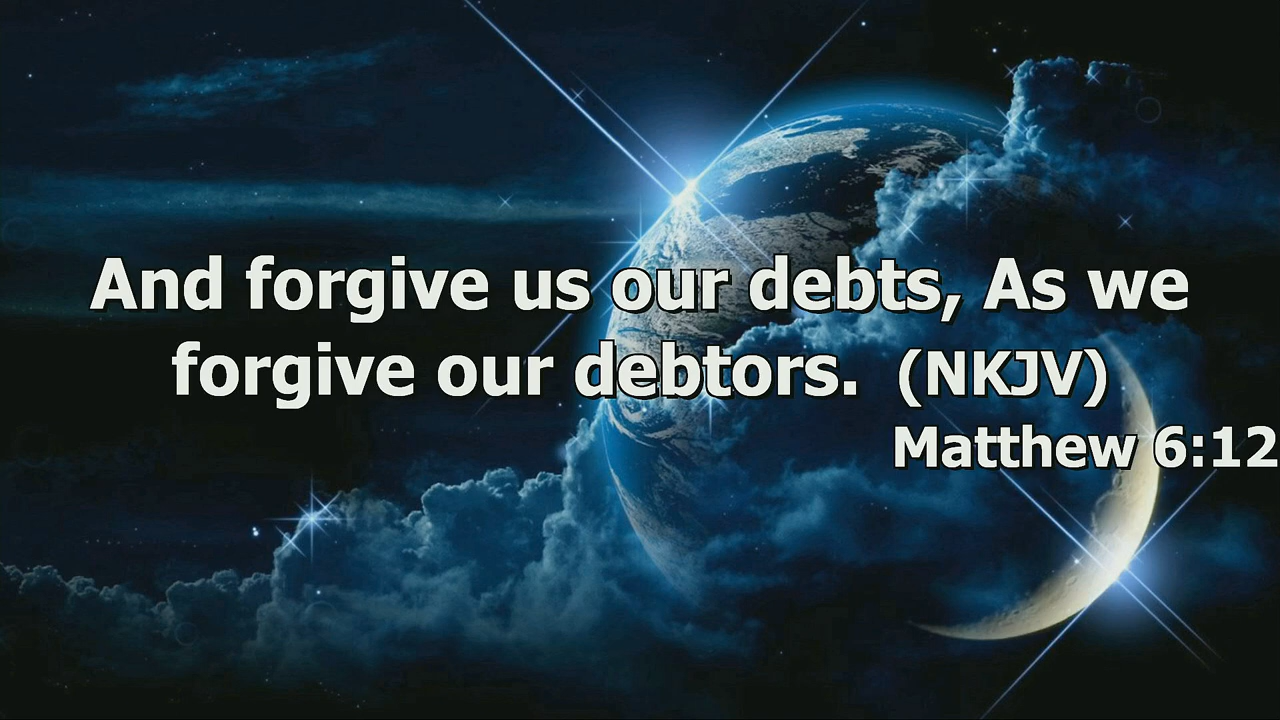 And forgive us our debts, As we
forgive our debtors. (NKJV)
Matthew 6:12